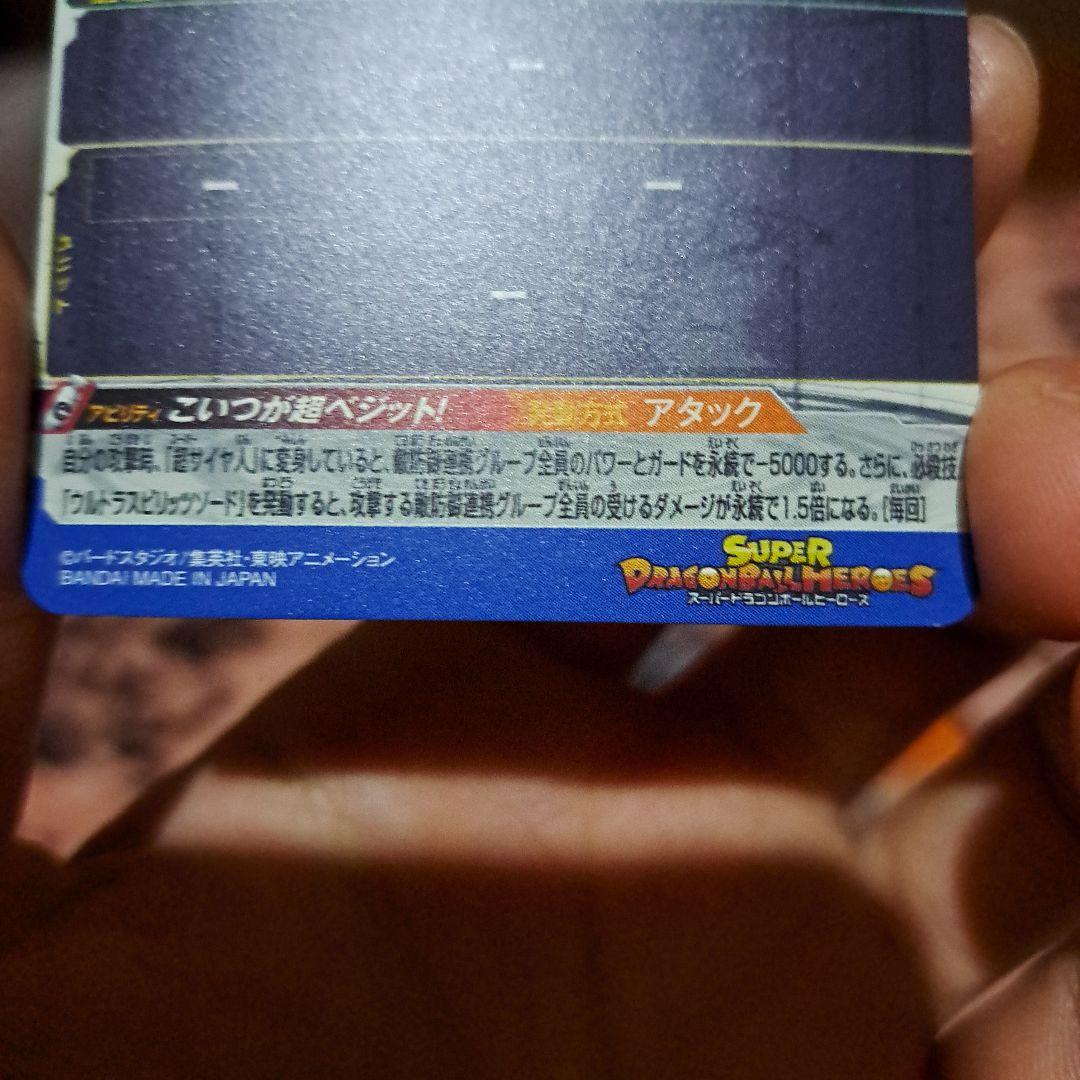 ー
ー ー
ユニット
ー
アビリティ こいつが超ベジット! 発動方式 アタック
自分の攻撃時、「超サイヤ人」に変身していると、敵防御連携グループ全員のパワーとガードを永続でー5000する。さらに、必殺技
「ウルトラスピリッツソード」を発動すると、攻撃する敵防御連携グループ全員の受けるダメージが永続で1.5倍になる。[毎回]
©バードスタジオ/集英社・東映アニメーション
BANDAI MADE IN JAPAN
SUPER
DRAGONBALL HEROES
スーパードラゴンボールヒーローズ